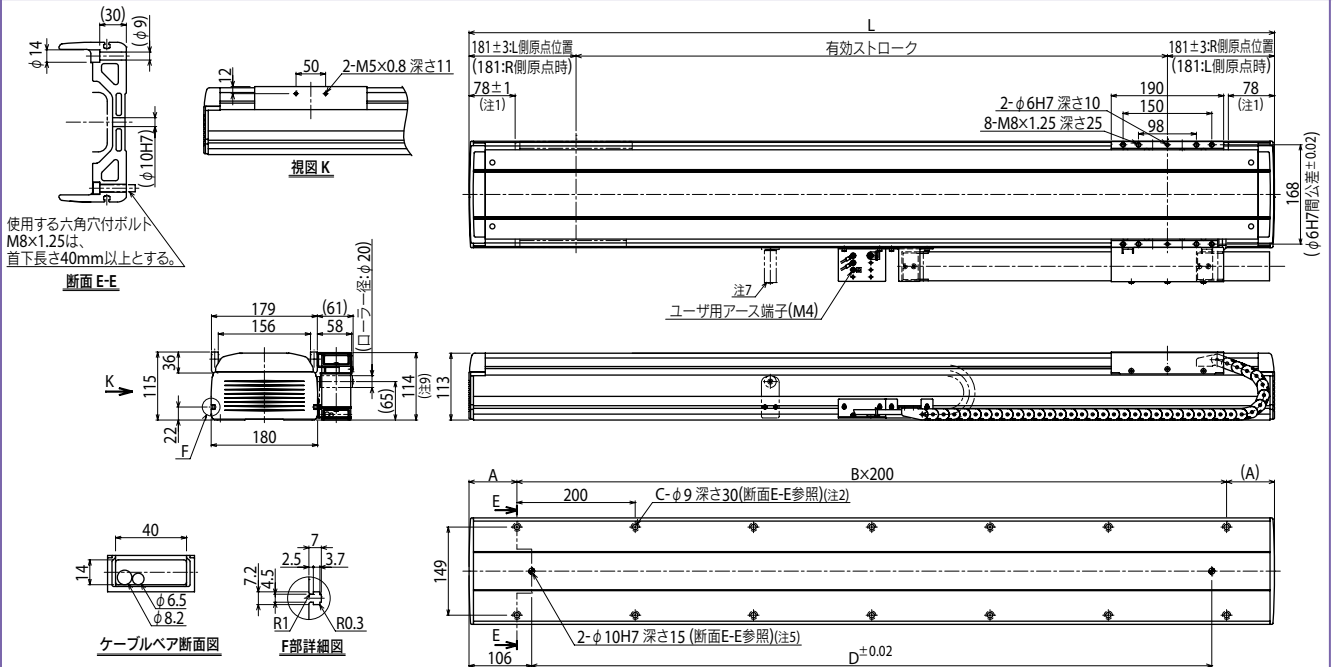 (30)
(φ9)
φ14
(φ10H7)
使用する六角穴付ボルト
M8×1.25は、
首下長さ40mm以上とする。
断面 E-E
12
50
2-M5×0.8 深さ11
視図 K
L
181±3:L側原点位置
(181:R側原点時)
有効ストローク
181±3:R側原点位置
(181:L側原点時)
78±1
(注1)
190
78
(注1)
2-φ6H7 深さ10
150
8-M8×1.25 深さ25
98
168
(φ6H7間公差±0.02)
注7
ユーザ用アース端子(M4)
179
(61)
156
58
(ローラー径:φ20)
36
115
22
K
F
180
(65)
114
(注9)
113
A
B×200
(A)
E
200
C-φ9 深さ30(断面E-E参照)(注2)
149
E
2-φ10H7 深さ15 (断面E-E参照)(注5)
106
D±0.02
40
14
φ6.5
φ8.2
ケーブルベア断面図
7
2.5
3.7
7.2
4.5
R1
R0.3
F部詳細図